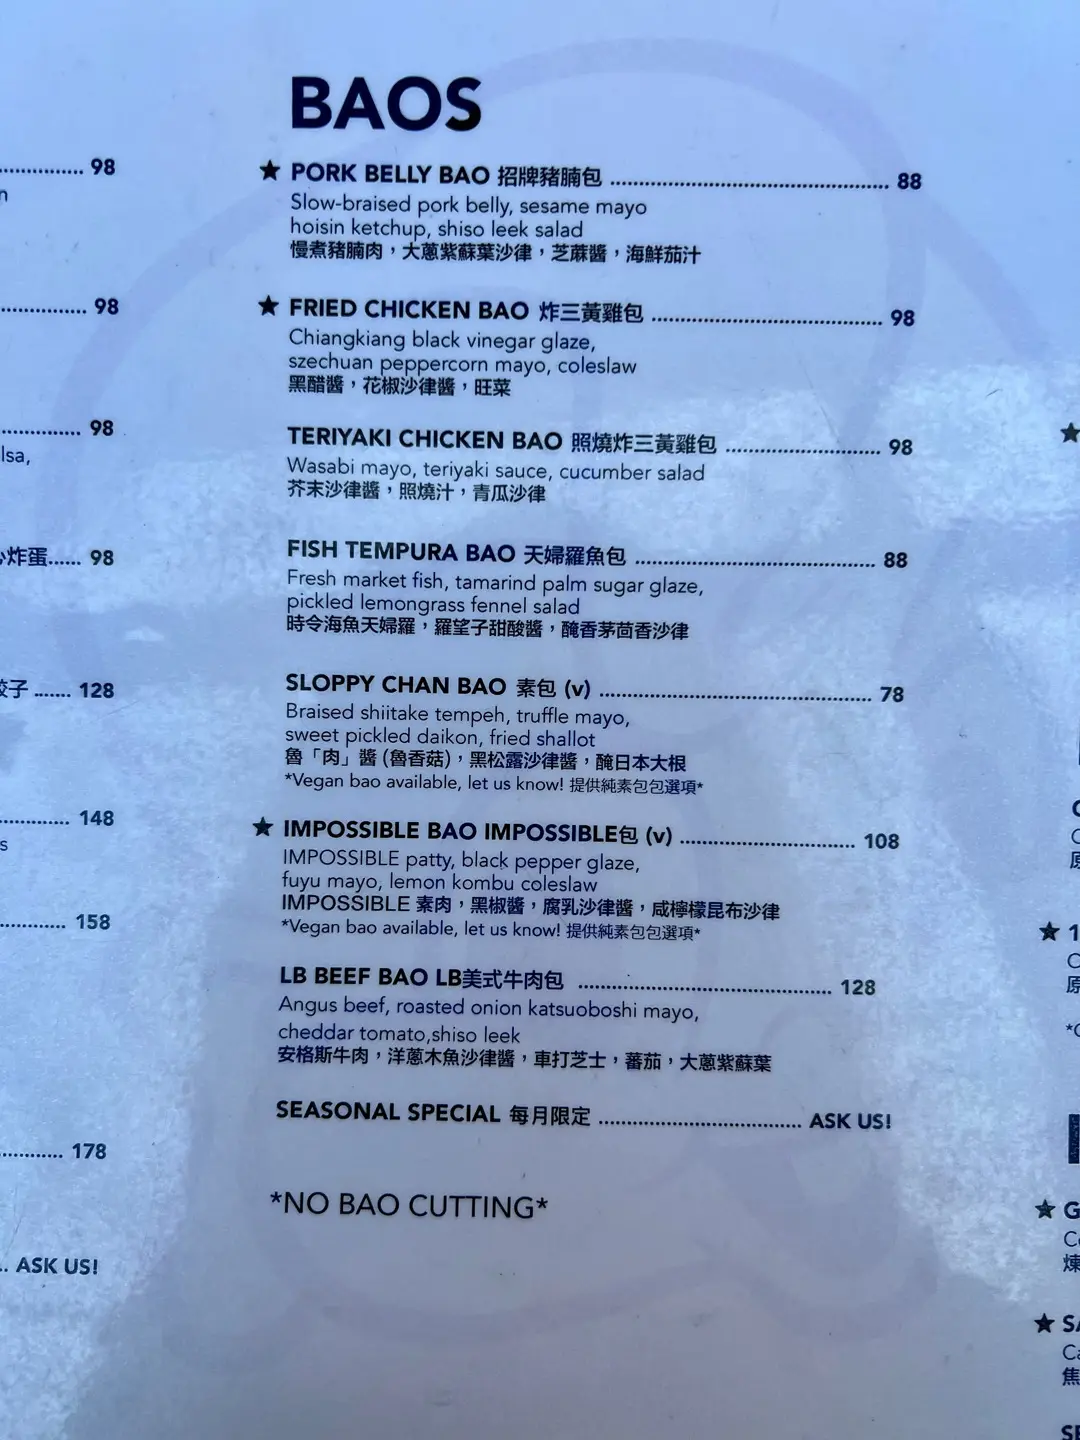 BAOS
★ PORK BELLY BAO 招牌豬腩包 ........ 88
Slow-braised pork belly, sesame mayo
hoisin ketchup, shiso leek salad
慢煮豬腩肉，大蔥紫蘇葉沙律，芝蔴醬，海鮮茄汁
★ FRIED CHICKEN BAO 炸三黃雞包 ........ 98
Chiangkiang black vinegar glaze,
szechuan peppercorn mayo, coleslaw
黑醋醬，花椒沙律醬，旺菜
TERIYAKI CHICKEN BAO 照燒炸三黃雞包 ........ 98
Wasabi mayo, teriyaki sauce, cucumber salad
芥末沙律醬，照燒汁，青瓜沙律
FISH TEMPURA BAO 天婦羅魚包 ........ 88
Fresh market fish, tamarind palm sugar glaze,
pickled lemongrass fennel salad
時令海魚天婦羅，羅望子甜酸醬，醃香茅茴香沙律
SLOPPY CHAN BAO 素包 (v) ........ 78
Braised shiitake tempeh, truffle mayo,
sweet pickled daikon, fried shallot
魯「肉」醬 (魯香菇)，黑松露沙律醬，醃日本大根
*Vegan bao available, let us know! 提供純素包包選項*
★ IMPOSSIBLE BAO IMPOSSIBLE包 (v) ........ 108
IMPOSSIBLE patty, black pepper glaze,
fuyu mayo, lemon kombu coleslaw
IMPOSSIBLE 素肉，黑椒醬，腐乳沙律醬，咸檸檬昆布沙律
*Vegan bao available, let us know! 提供純素包包選項*
LB BEEF BAO LB美式牛肉包 ........ 128
Angus beef, roasted onion katsuoboshi mayo,
cheddar tomato,shiso leek
安格斯牛肉，洋蔥木魚沙律醬，車打芝士，蕃茄，大蔥紫蘇葉
SEASONAL SPECIAL 每月限定 ........ ASK US!
*NO BAO CUTTING*
98
98
98
lsa,
炸蛋...... 98
子 ....... 128
148
s
158
178
.. ASK US!